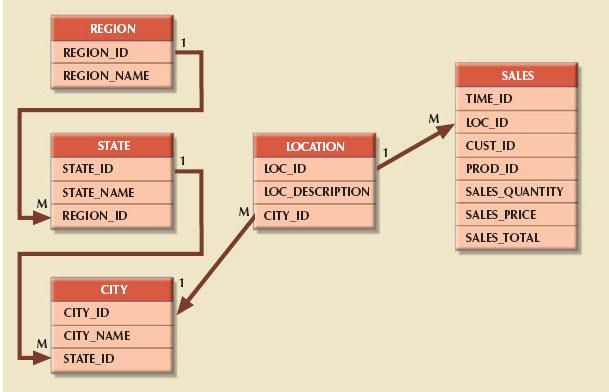 REGION
REGION_ID
REGION_NAME
1
STATE
STATE_ID
STATE_NAME
REGION_ID
1
M
CITY
CITY_ID
CITY_NAME
STATE_ID
1
M
LOCATION
LOC_ID
LOC_DESCRIPTION
CITY_ID
1
M
SALES
TIME_ID
LOC_ID
CUST_ID
PROD_ID
SALES_QUANTITY
SALES_PRICE
SALES_TOTAL
M